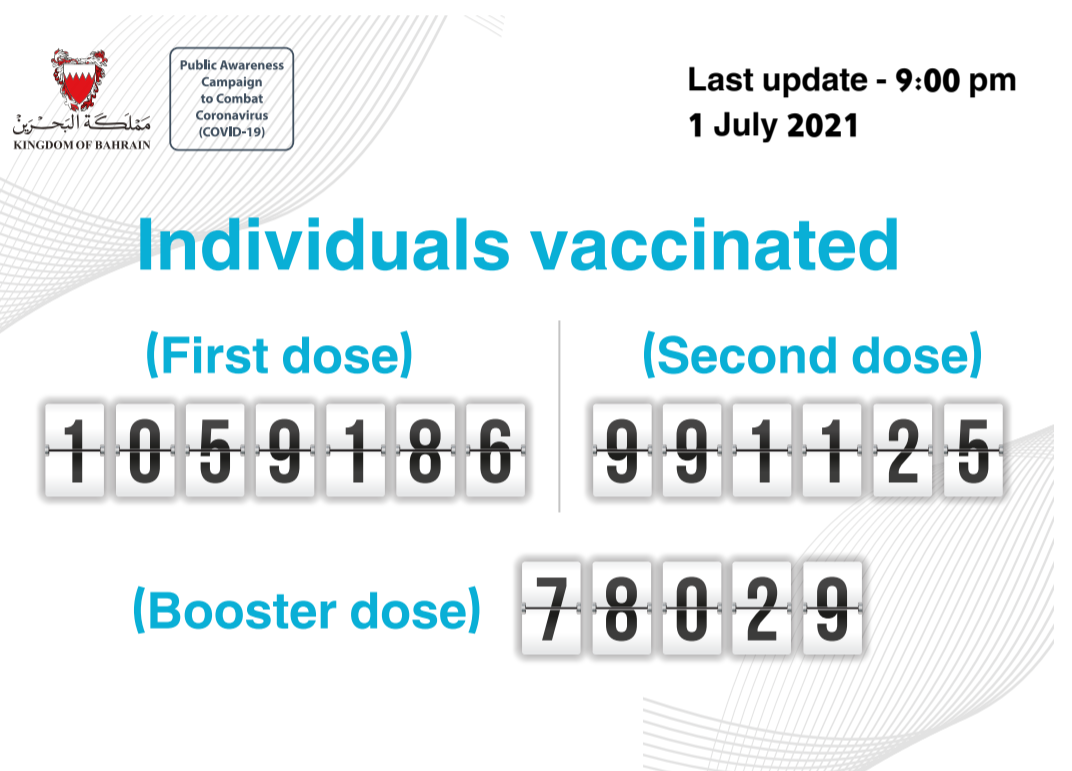 مملكة البحرين
KINGDOM OF BAHRAIN
Public Awareness
Campaign
to Combat
Coronavirus
(COVID-19)
Last update - 9:00 pm
1 July 2021
Individuals vaccinated
(First dose)
1059186
(Second dose)
991125
(Booster dose) 78029